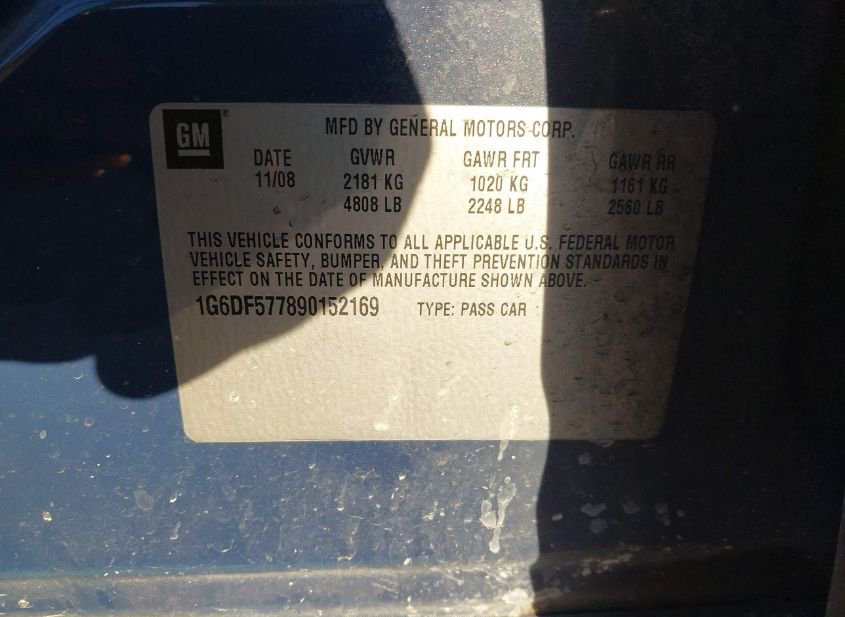 GM® MFD BY GENERAL MOTORS CORP.
DATE GVWR GAWR FRT GAWR RR
11/08 2181 KG 1020 KG 1161 KG
4808 LB 2248 LB 2560 LB
THIS VEHICLE CONFORMS TO ALL APPLICABLE U.S. FEDERAL MOTOR
VEHICLE SAFETY, BUMPER, AND THEFT PREVENTION STANDARDS IN
EFFECT ON THE DATE OF MANUFACTURE SHOWN ABOVE.
1G6DF577890152169 TYPE: PASS CAR